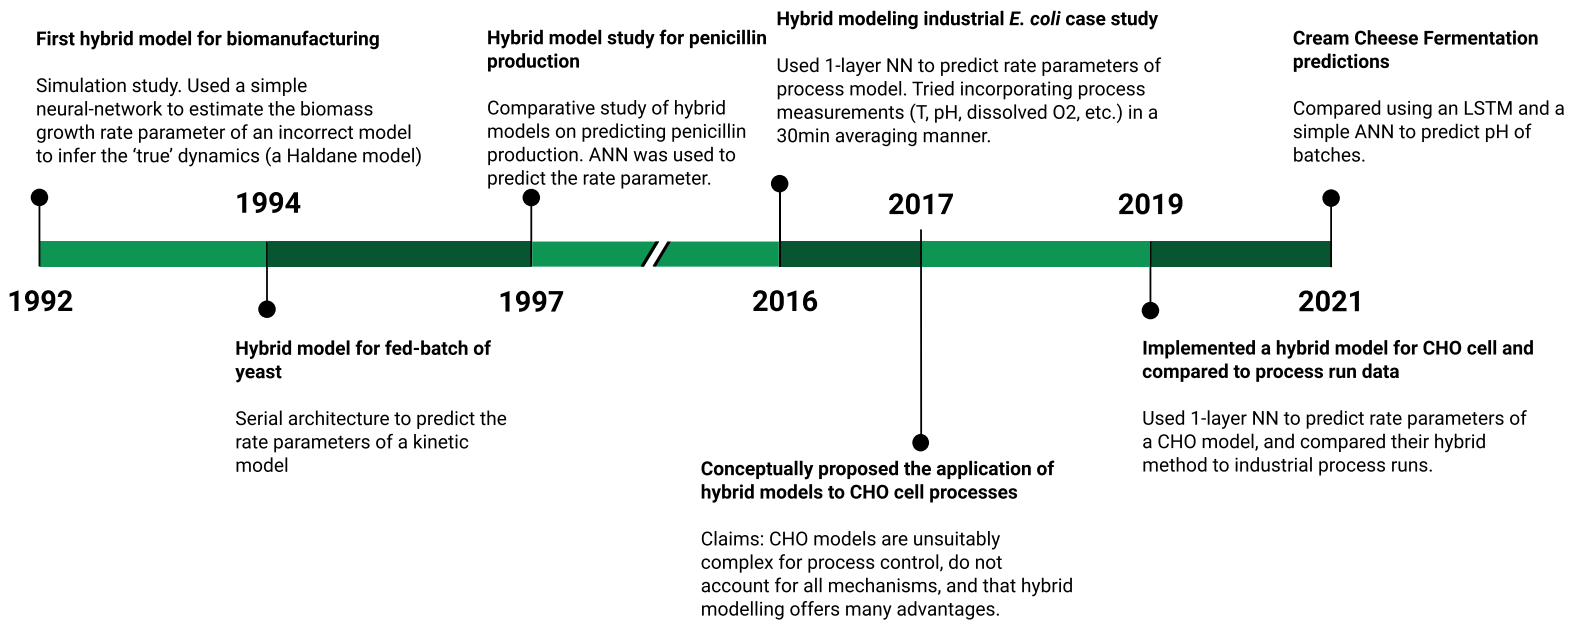 First hybrid model for biomanufacturing
Simulation study. Used a simple
neural-network to estimate the biomass
growth rate parameter of an incorrect model
to infer the ‘true’ dynamics (a Haldane model)
1992
1994
Hybrid model for fed-batch of
yeast
Serial architecture to predict the
rate parameters of a kinetic
model
Hybrid model study for penicillin
production
Comparative study of hybrid
models on predicting penicillin
production. ANN was used to
predict the rate parameter.
1997
Hybrid modeling industrial E. coli case study
Used 1-layer NN to predict rate parameters of
process model. Tried incorporating process
measurements (T, pH, dissolved O2, etc.) in a
30min averaging manner.
2016
2017
Conceptually proposed the application of
hybrid models to CHO cell processes
Claims: CHO models are unsuitably
complex for process control, do not
account for all mechanisms, and that hybrid
modelling offers many advantages.
2019
Implemented a hybrid model for CHO cell and
compared to process run data
Used 1-layer NN to predict rate parameters of
a CHO model, and compared their hybrid
method to industrial process runs.
Cream Cheese Fermentation
predictions
Compared using an LSTM and a
simple ANN to predict pH of
batches.
2021